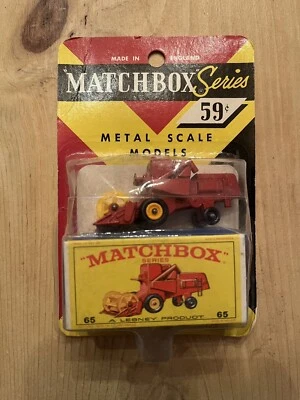 MADE IN ENGLAND
"MATCHBOX" Series
59¢
METAL SCALE
MODELS
"MATCHBOX"
SERIES
65 65
A LESNEY PRODUCT